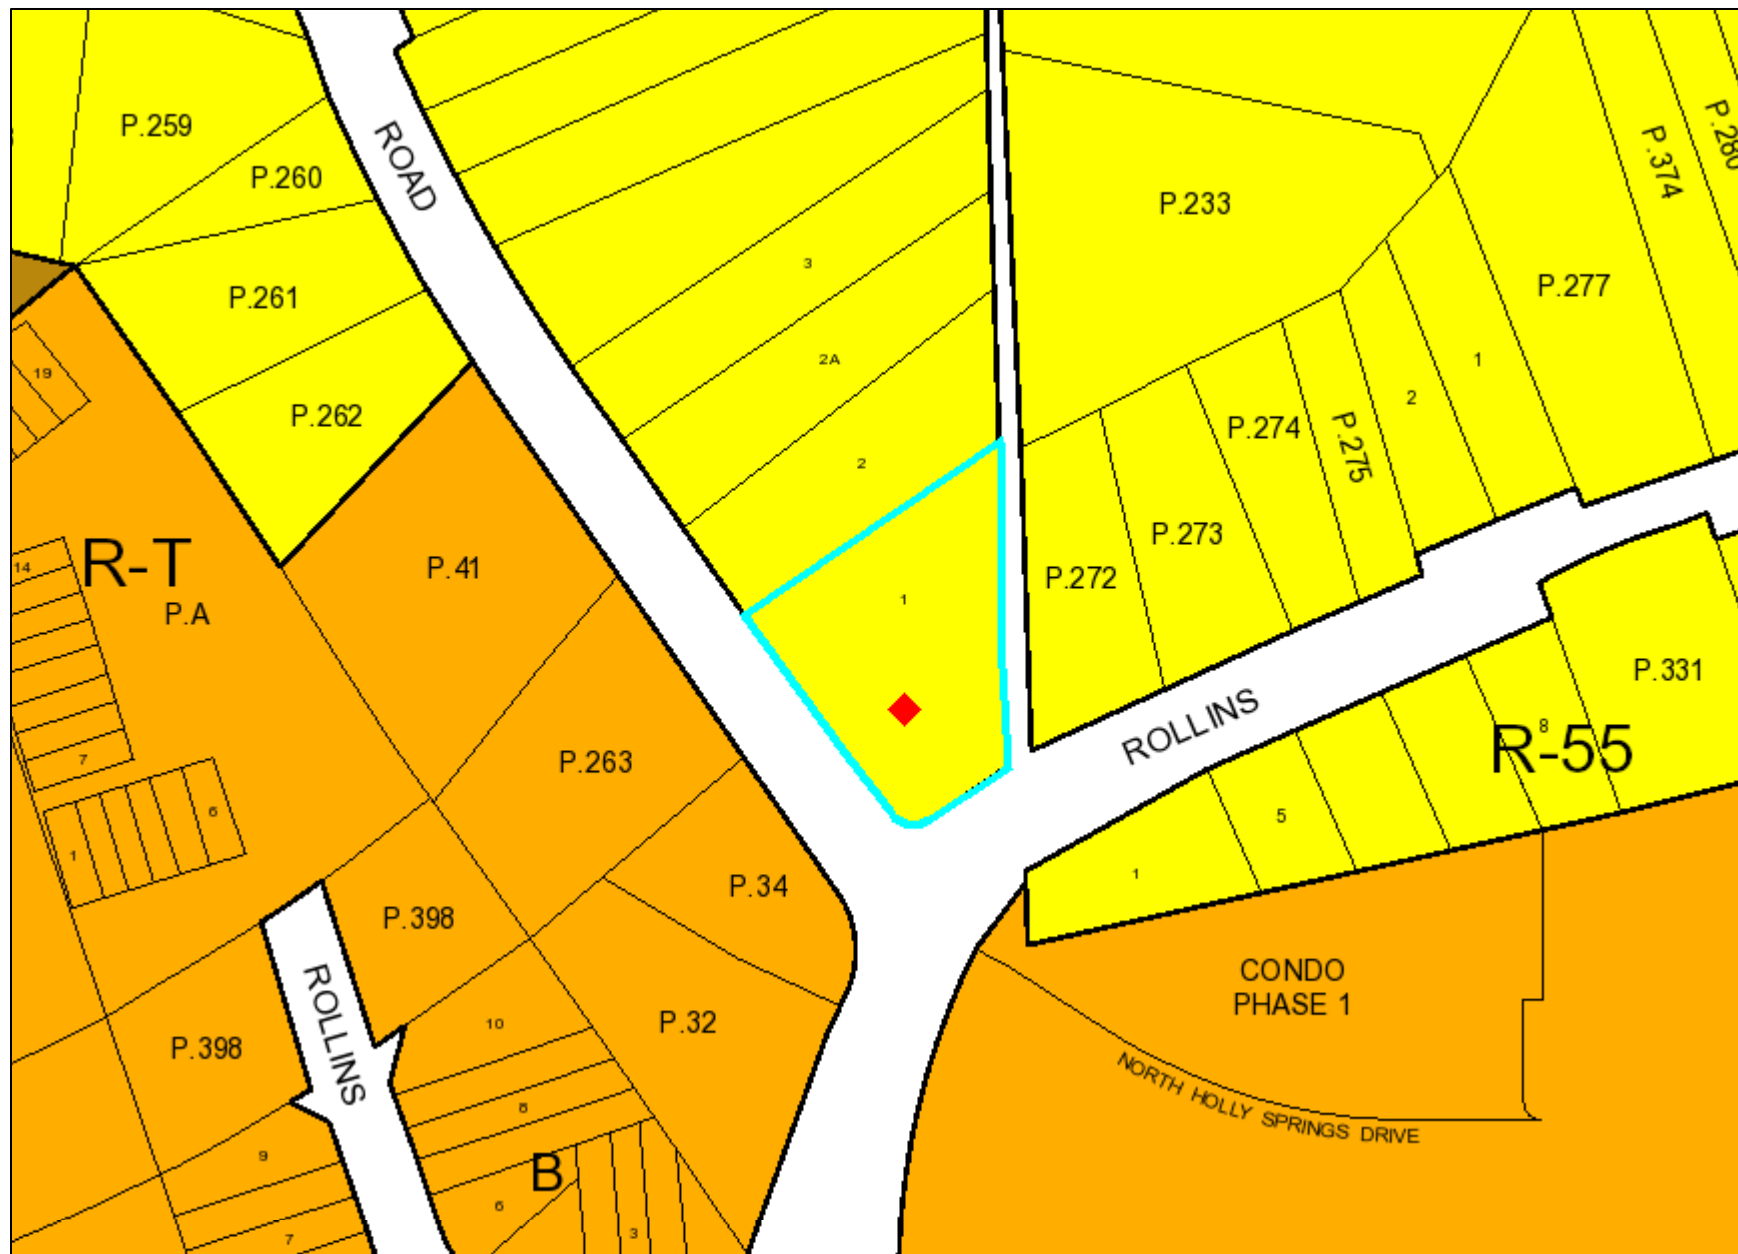 P.259
ROAD
P.260
P.374
P.280
P.233
P.261
3
P.277
19
2A
1
P.262
2
P.274
P.275
2
R-T
14
P.41
P.273
P.272
1
P.A
P.331
ROLLINS
8
R-55
P.263
7
6
5
1
1
P.34
P.398
CONDO
PHASE 1
ROLLINS
10
P.32
P.398
8
NORTH HOLLY SPRINGS DRIVE
9
B
6
7
3